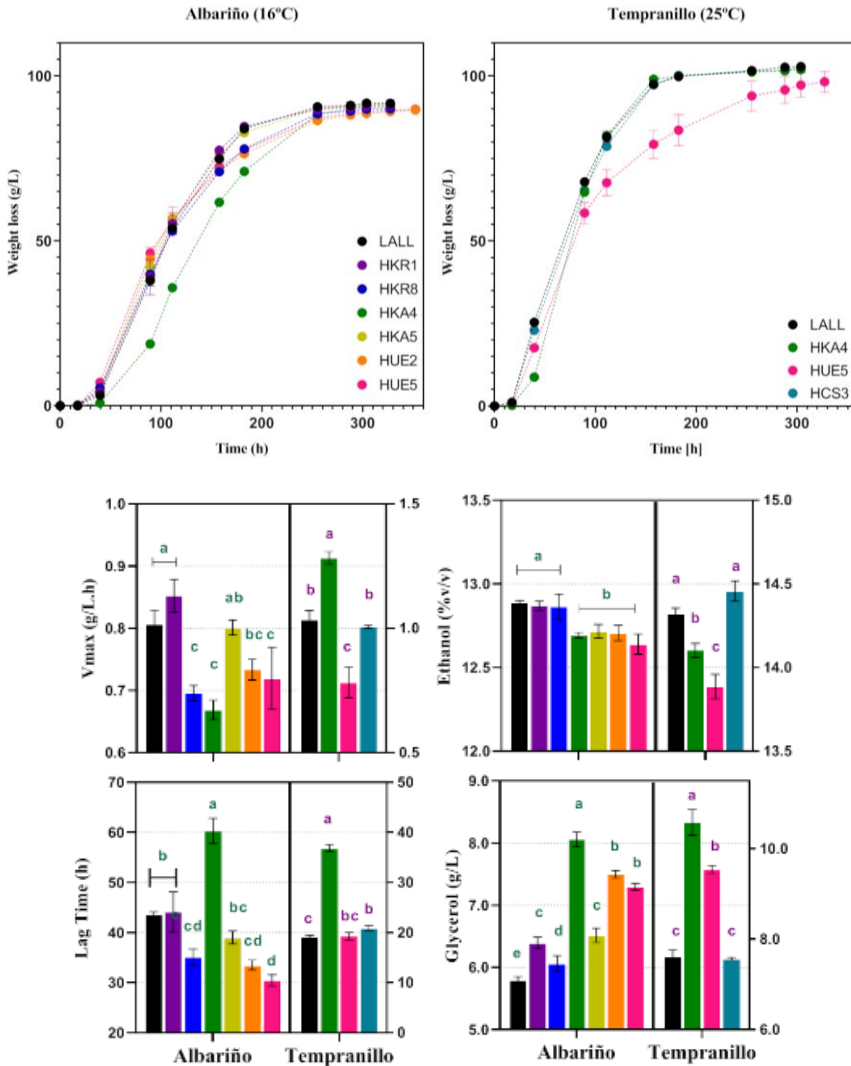 Albariño (16ºC)
Tempranillo (25ºC)
100
50
0
Weight loss (g/L)
0
100
200
300
Time (h)
LALL
HKR1
HKR8
HKA4
HKA5
HUE2
HUE5
100
50
0
Weight loss (g/L)
0
100
200
300
Time [h]
LALL
HKA4
HUE5
HCS3
1.0
0.9
0.8
0.7
0.6
Vmax (g/L.h)
a
c
c
ab
bc
c
b
a
c
b
1.5
1.0
0.5
13.5
13.0
12.5
12.0
Ethanol (%v/v)
a
b
a
b
c
a
15.0
14.5
14.0
13.5
70
60
50
40
30
20
Lag Time (h)
b
cd
a
bc
cd
d
c
a
bc
b
50
40
30
20
10
0
Albariño
Tempranillo
9.0
8.0
7.0
6.0
5.0
Glycerol (g/L)
e
c
d
a
c
b
b
c
a
b
c
10.0
8.0
6.0
Albariño
Tempranillo